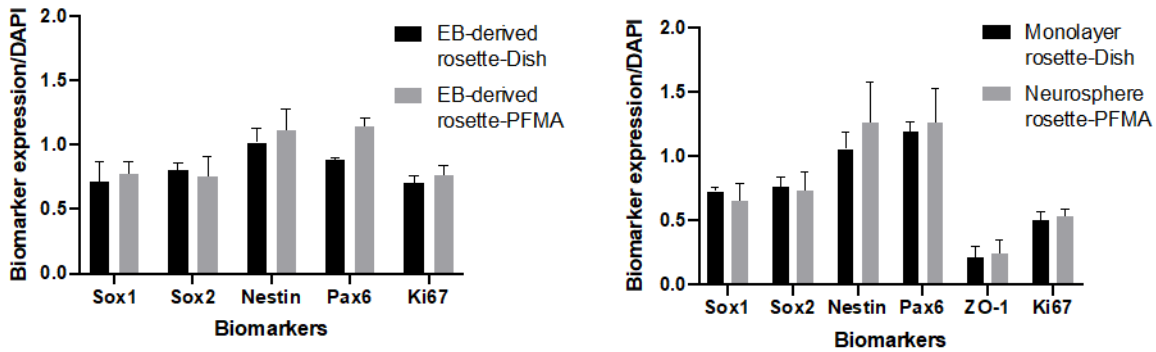 Biomarker expression/DAPI
2.0
1.5
1.0
0.5
0.0
EB-derived
rosette-Dish
EB-derived
rosette-PFMA
Sox1 Sox2 Nestin Pax6 Ki67
Biomarkers
Biomarker expression/DAPI
2.0
1.5
1.0
0.5
0.0
Monolayer
rosette-Dish
Neurosphere
rosette-PFMA
Sox1 Sox2 Nestin Pax6 ZO-1 Ki67
Biomarkers